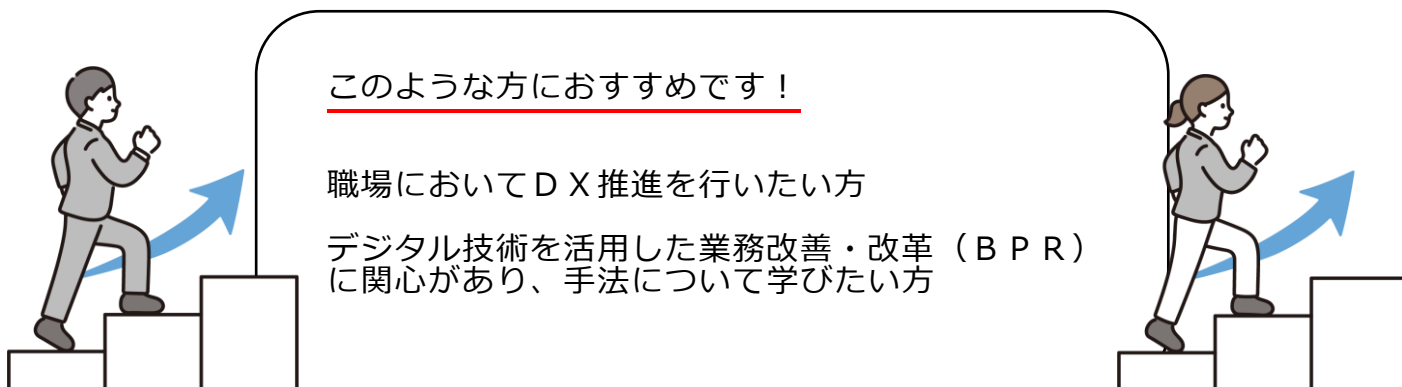 このような方におすすめです！
職場においてＤＸ推進を行いたい方
デジタル技術を活用した業務改善・改革（ＢＰＲ）
に関心があり、手法について学びたい方